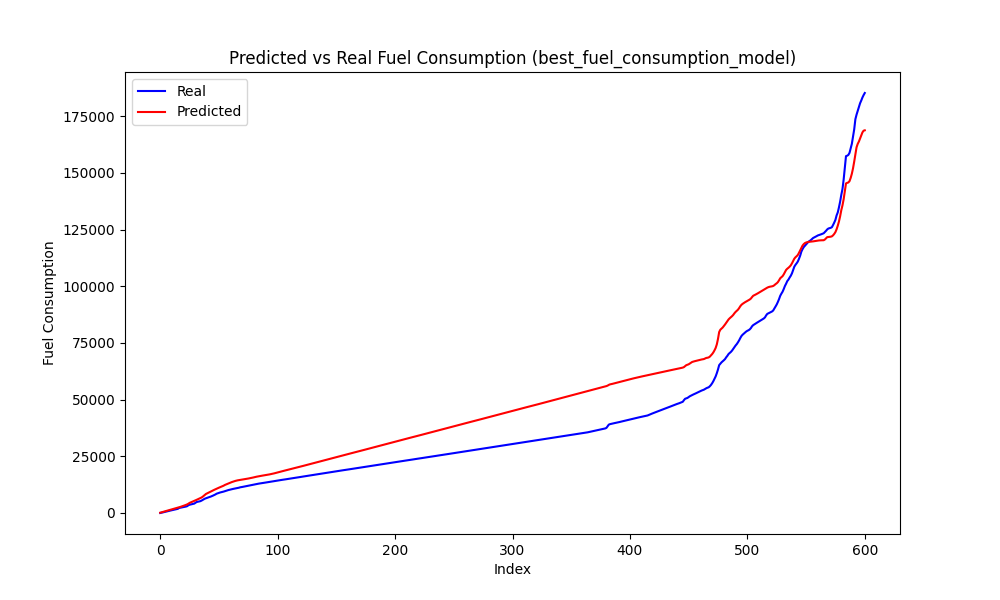 Predicted vs Real Fuel Consumption (best_fuel_consumption_model)
Real
Predicted
175000
150000
125000
100000
75000
50000
25000
0
Fuel Consumption
0 100 200 300 400 500 600
Index